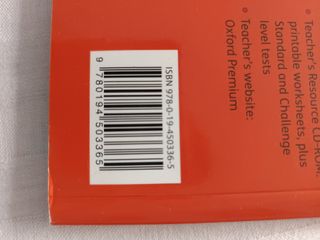 • Teacher's Resource CD-ROM:
printable worksheets, plus
Standard and Challenge
level tests
• Teacher's website:
Oxford Premium
ISBN 978-0-19-450336-5
9 780194 503365